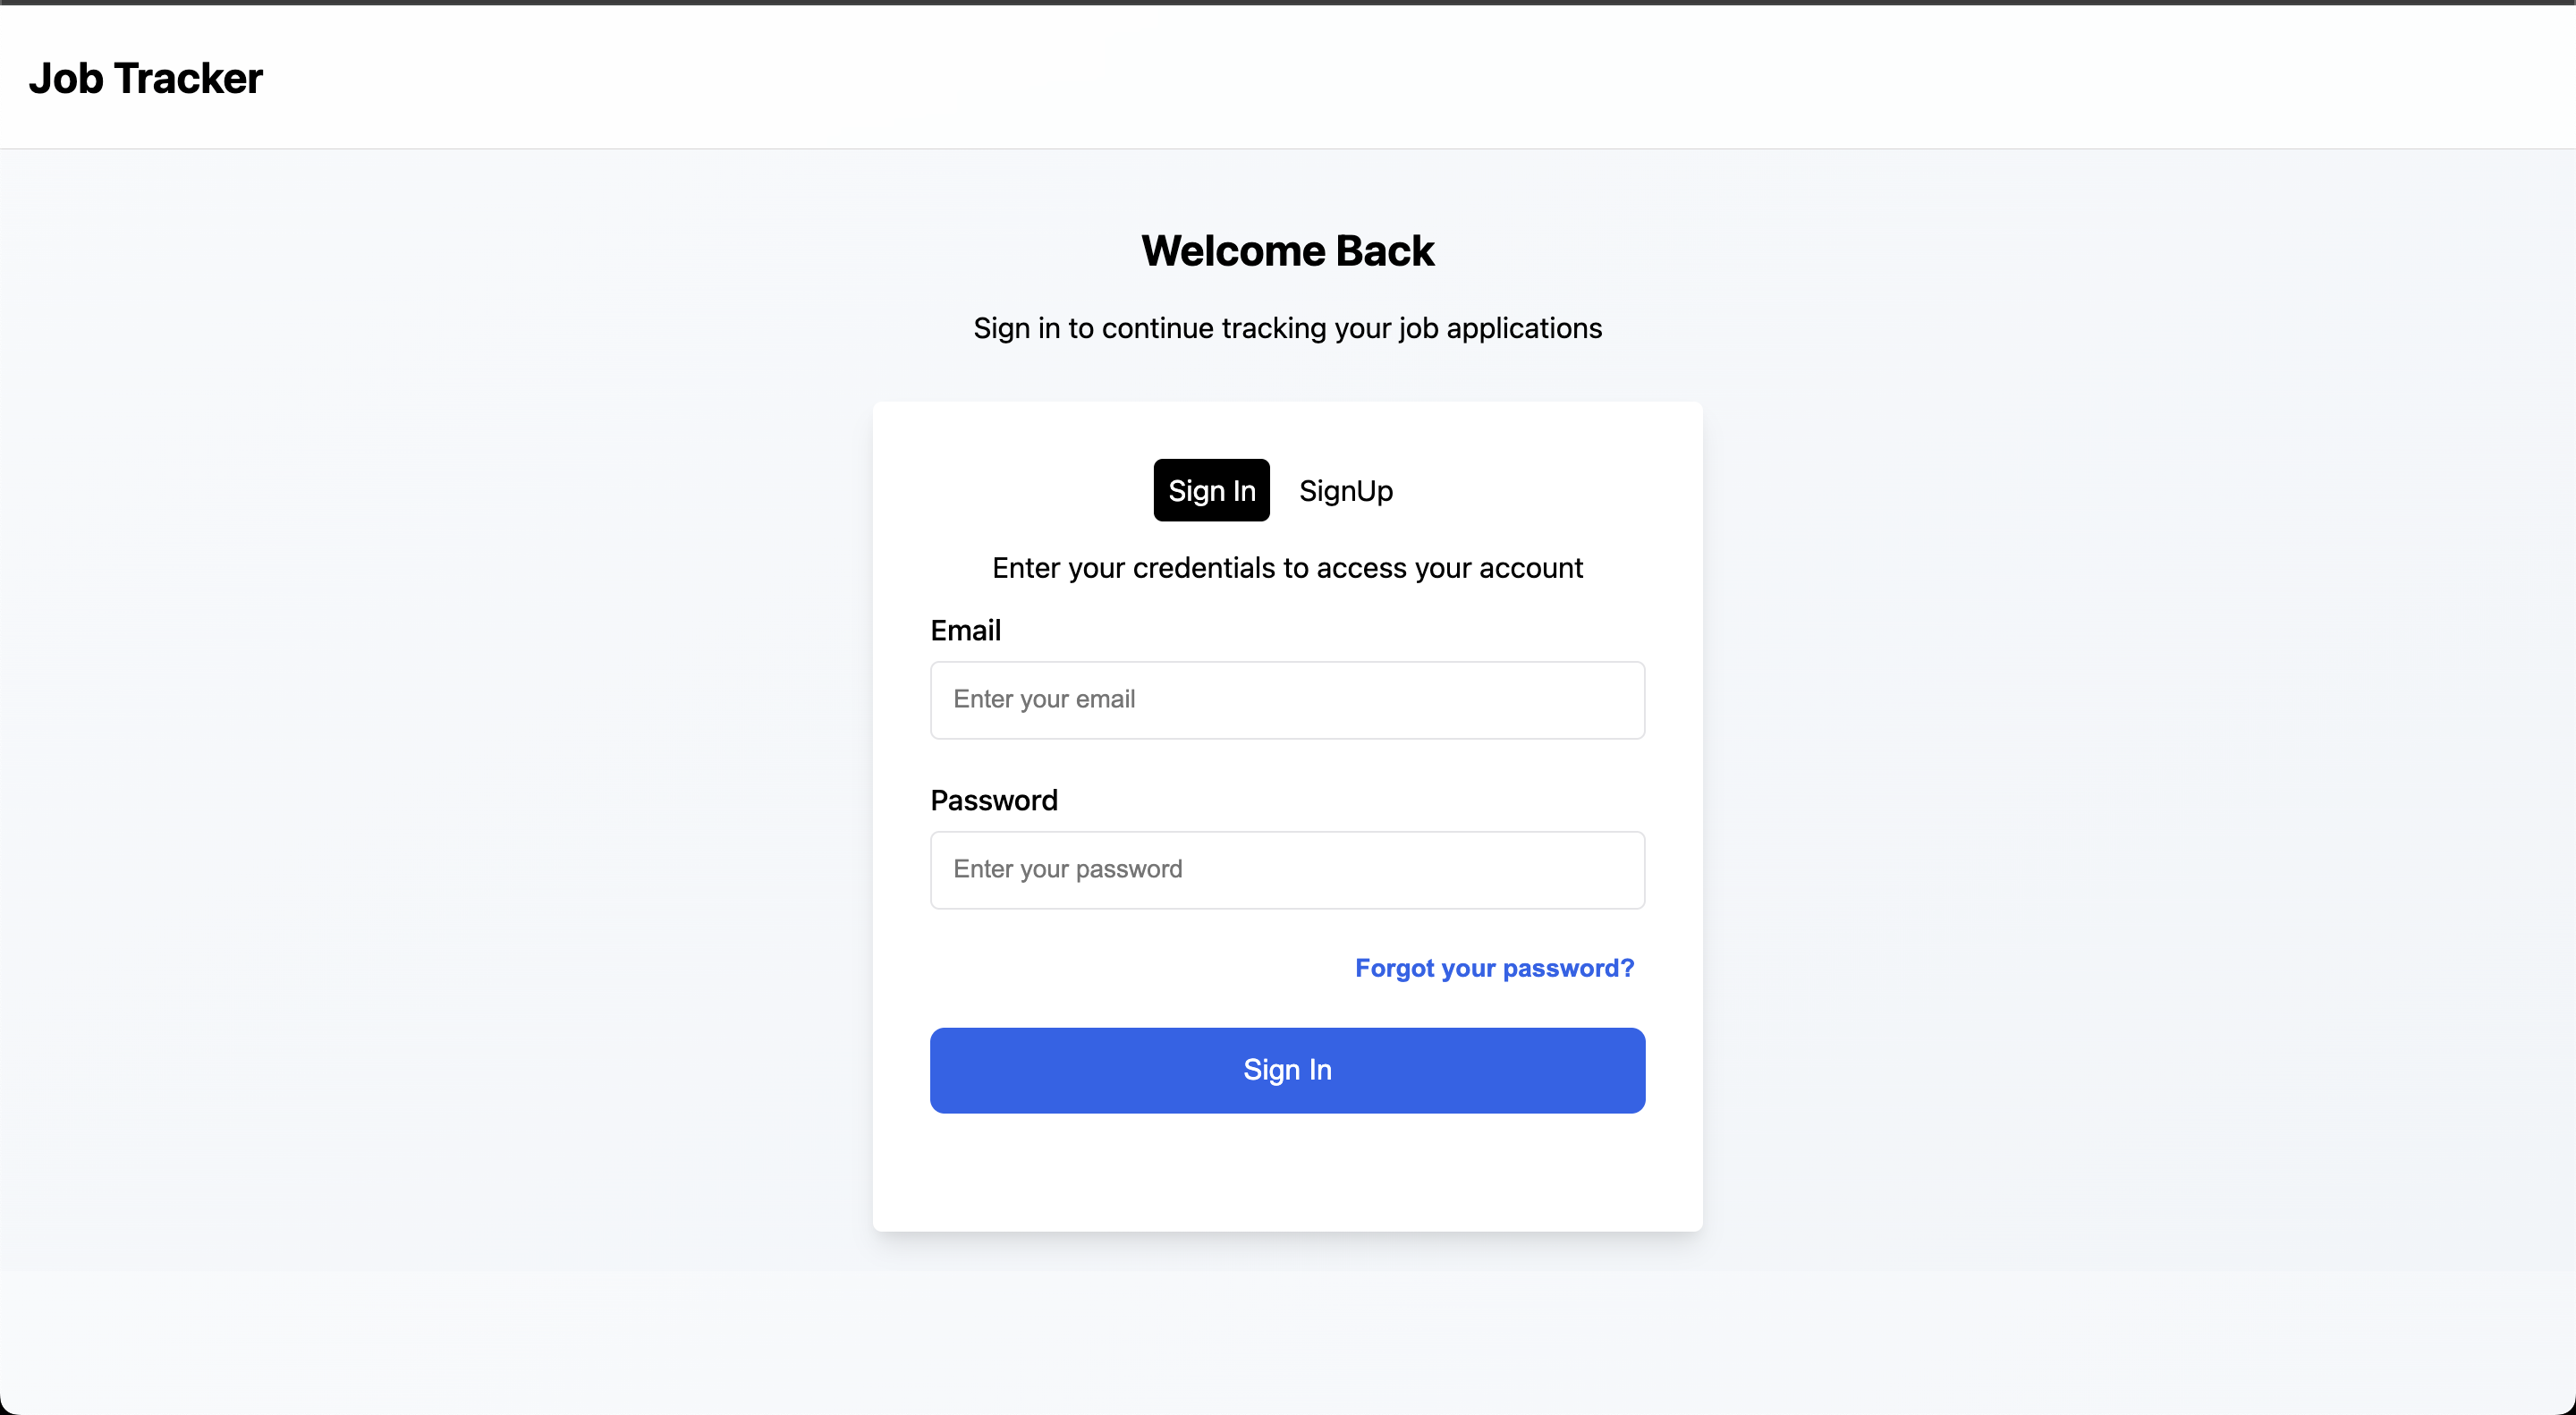 Job Tracker
Welcome Back
Sign in to continue tracking your job applications
Sign In SignUp
Enter your credentials to access your account
Email
Enter your email
Password
Enter your password
Forgot your password?
Sign In